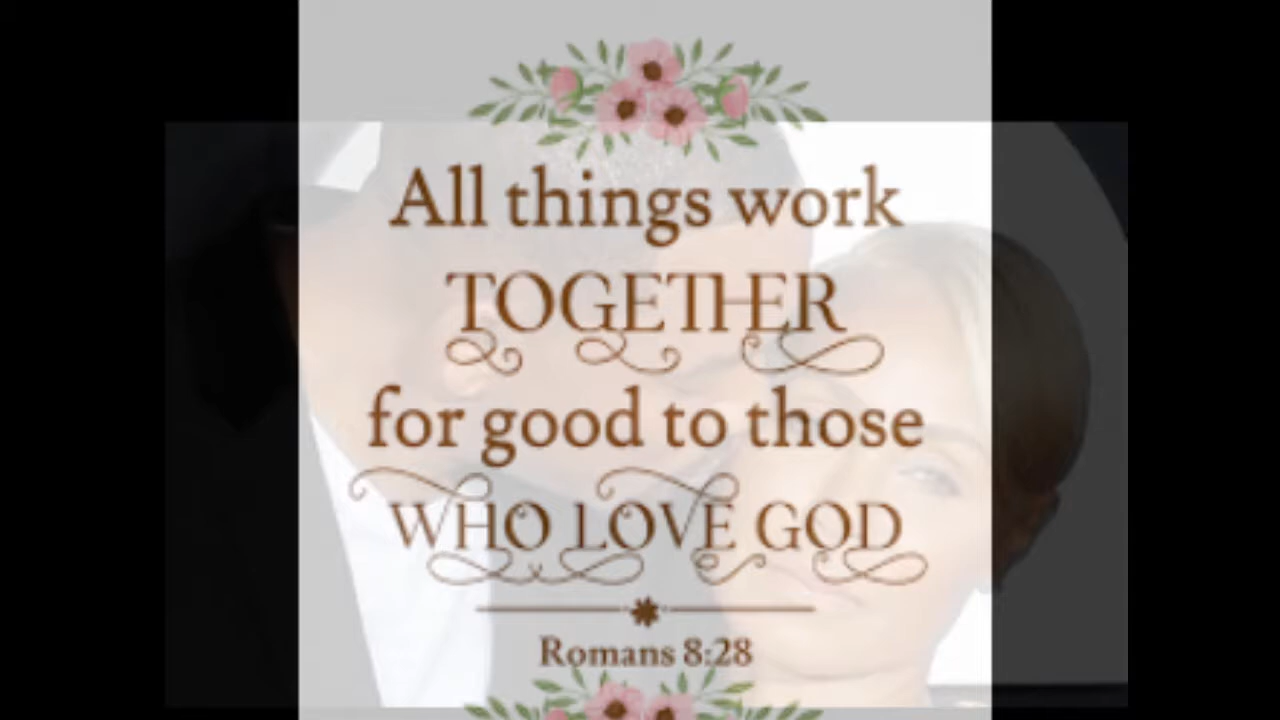 All things work
TOGETHER
for good to those
WHO LOVE GOD
Romans 8:28